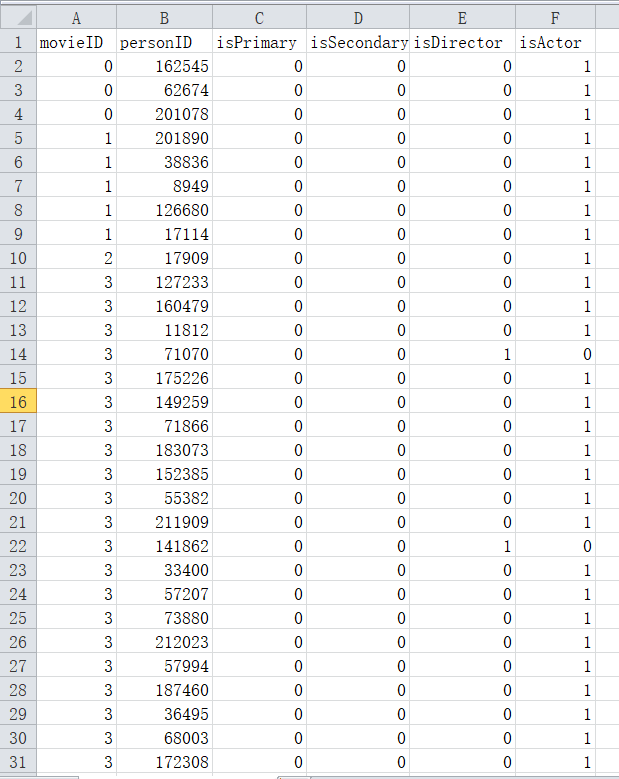 A B C D E F
1 movieID personID isPrimary isSecondary isDirector isActor
2 0 162545 0 0 0 1
3 0 62674 0 0 0 1
4 0 201078 0 0 0 1
5 1 201890 0 0 0 1
6 1 38836 0 0 0 1
7 1 8949 0 0 0 1
8 1 126680 0 0 0 1
9 1 17114 0 0 0 1
10 2 17909 0 0 0 1
11 3 127233 0 0 0 1
12 3 160479 0 0 0 1
13 3 11812 0 0 0 1
14 3 71070 0 0 1 0
15 3 175226 0 0 0 1
16 3 149259 0 0 0 1
17 3 71866 0 0 0 1
18 3 183073 0 0 0 1
19 3 152385 0 0 0 1
20 3 55382 0 0 0 1
21 3 211909 0 0 0 1
22 3 141862 0 0 1 0
23 3 33400 0 0 0 1
24 3 57207 0 0 0 1
25 3 73880 0 0 0 1
26 3 212023 0 0 0 1
27 3 57994 0 0 0 1
28 3 187460 0 0 0 1
29 3 36495 0 0 0 1
30 3 68003 0 0 0 1
31 3 172308 0 0 0 1